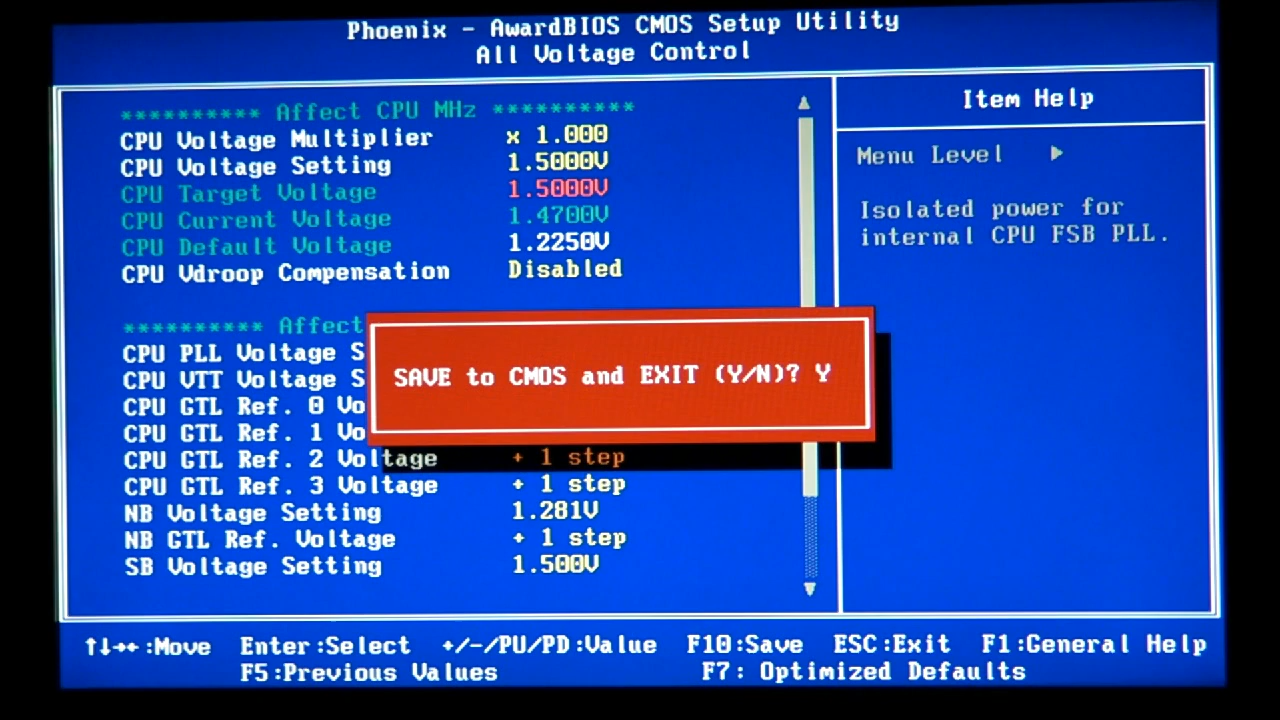 Phoenix - AwardBIOS CMOS Setup Utility
All Voltage Control
********** Affect CPU MHz **********
CPU Voltage Multiplier x 1.000
CPU Voltage Setting 1.5000V
CPU Target Voltage 1.5000V
CPU Current Voltage 1.4700V
CPU Default Voltage 1.2250V
CPU Vdroop Compensation Disabled
********** Affect
CPU PLL Voltage S
CPU VTT Voltage S
CPU GTL Ref. 0 Vo
CPU GTL Ref. 1 Vo
CPU GTL Ref. 2 Voltage + 1 step
CPU GTL Ref. 3 Voltage + 1 step
NB Voltage Setting 1.281V
NB GTL Ref. Voltage + 1 step
SB Voltage Setting 1.500V
SAVE to CMOS and EXIT (Y/N)? Y
Item Help
Menu Level ►
Isolated power for
internal CPU FSB PLL.
↑↓→←:Move Enter:Select +/-/PU/PD:Value F10:Save ESC:Exit F1:General Help
F5:Previous Values F7: Optimized Defaults